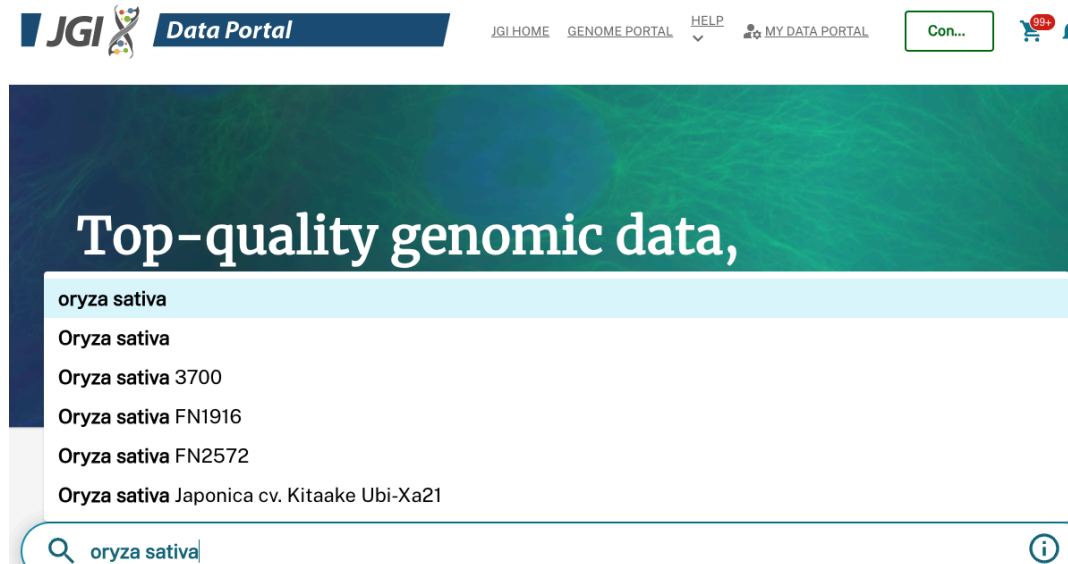 JGI Data Portal
JGI HOME GENOME PORTAL HELP MY DATA PORTAL Con... 99+
Top-quality genomic data,
oryza sativa
Oryza sativa
Oryza sativa 3700
Oryza sativa FN1916
Oryza sativa FN2572
Oryza sativa Japonica cv. Kitaake Ubi-Xa21
oryza sativa